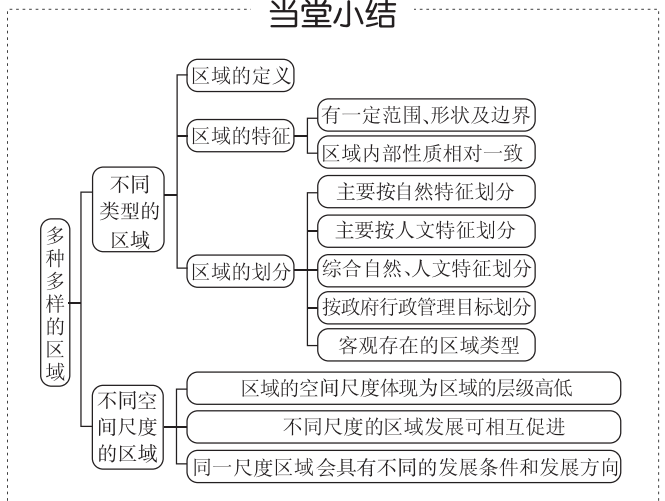 当堂小结
多种多样的区域
不同
类型的
区域
区域的定义
区域的特征
有一定范围、形状及边界
区域内部性质相对一致
区域的划分
主要按自然特征划分
主要按人文特征划分
综合自然、人文特征划分
按政府行政管理目标划分
客观存在的区域类型
不同空
间尺度
的区域
区域的空间尺度体现为区域的层级高低
不同尺度的区域发展可相互促进
同一尺度区域会具有不同的发展条件和发展方向